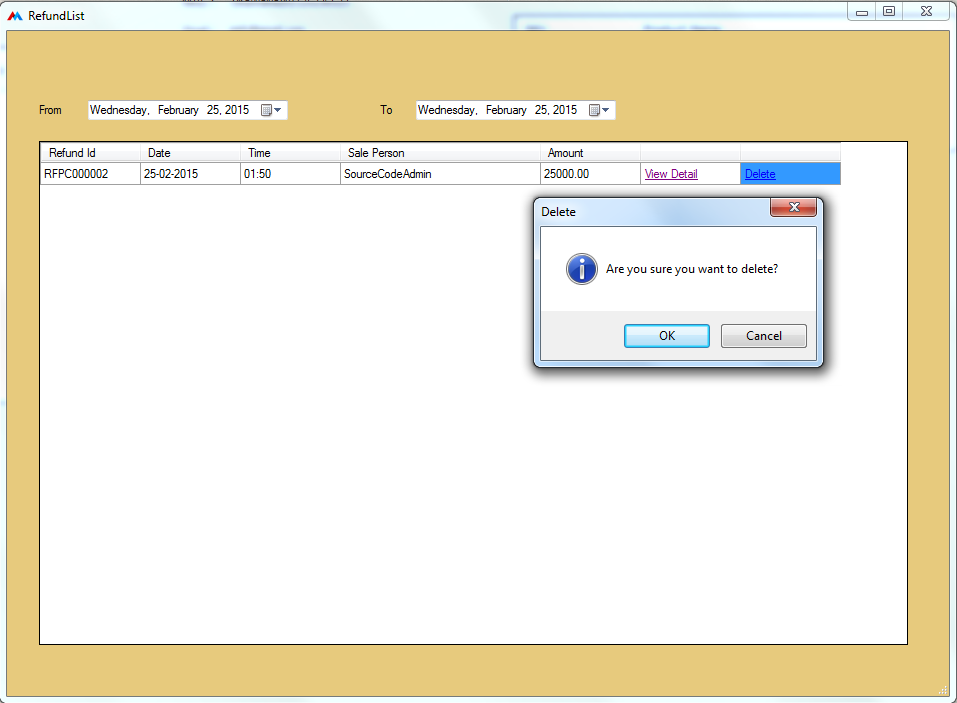 RefundList
From Wednesday, February 25, 2015 To Wednesday, February 25, 2015
Refund Id Date Time Sale Person Amount
RFPC000002 25-02-2015 01:50 SourceCodeAdmin 25000.00 View Detail Delete
Delete
Are you sure you want to delete?
OK Cancel